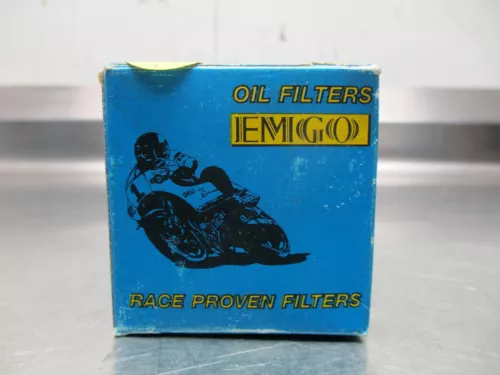 OIL FILTERS
EMGO
RACE PROVEN FILTERS